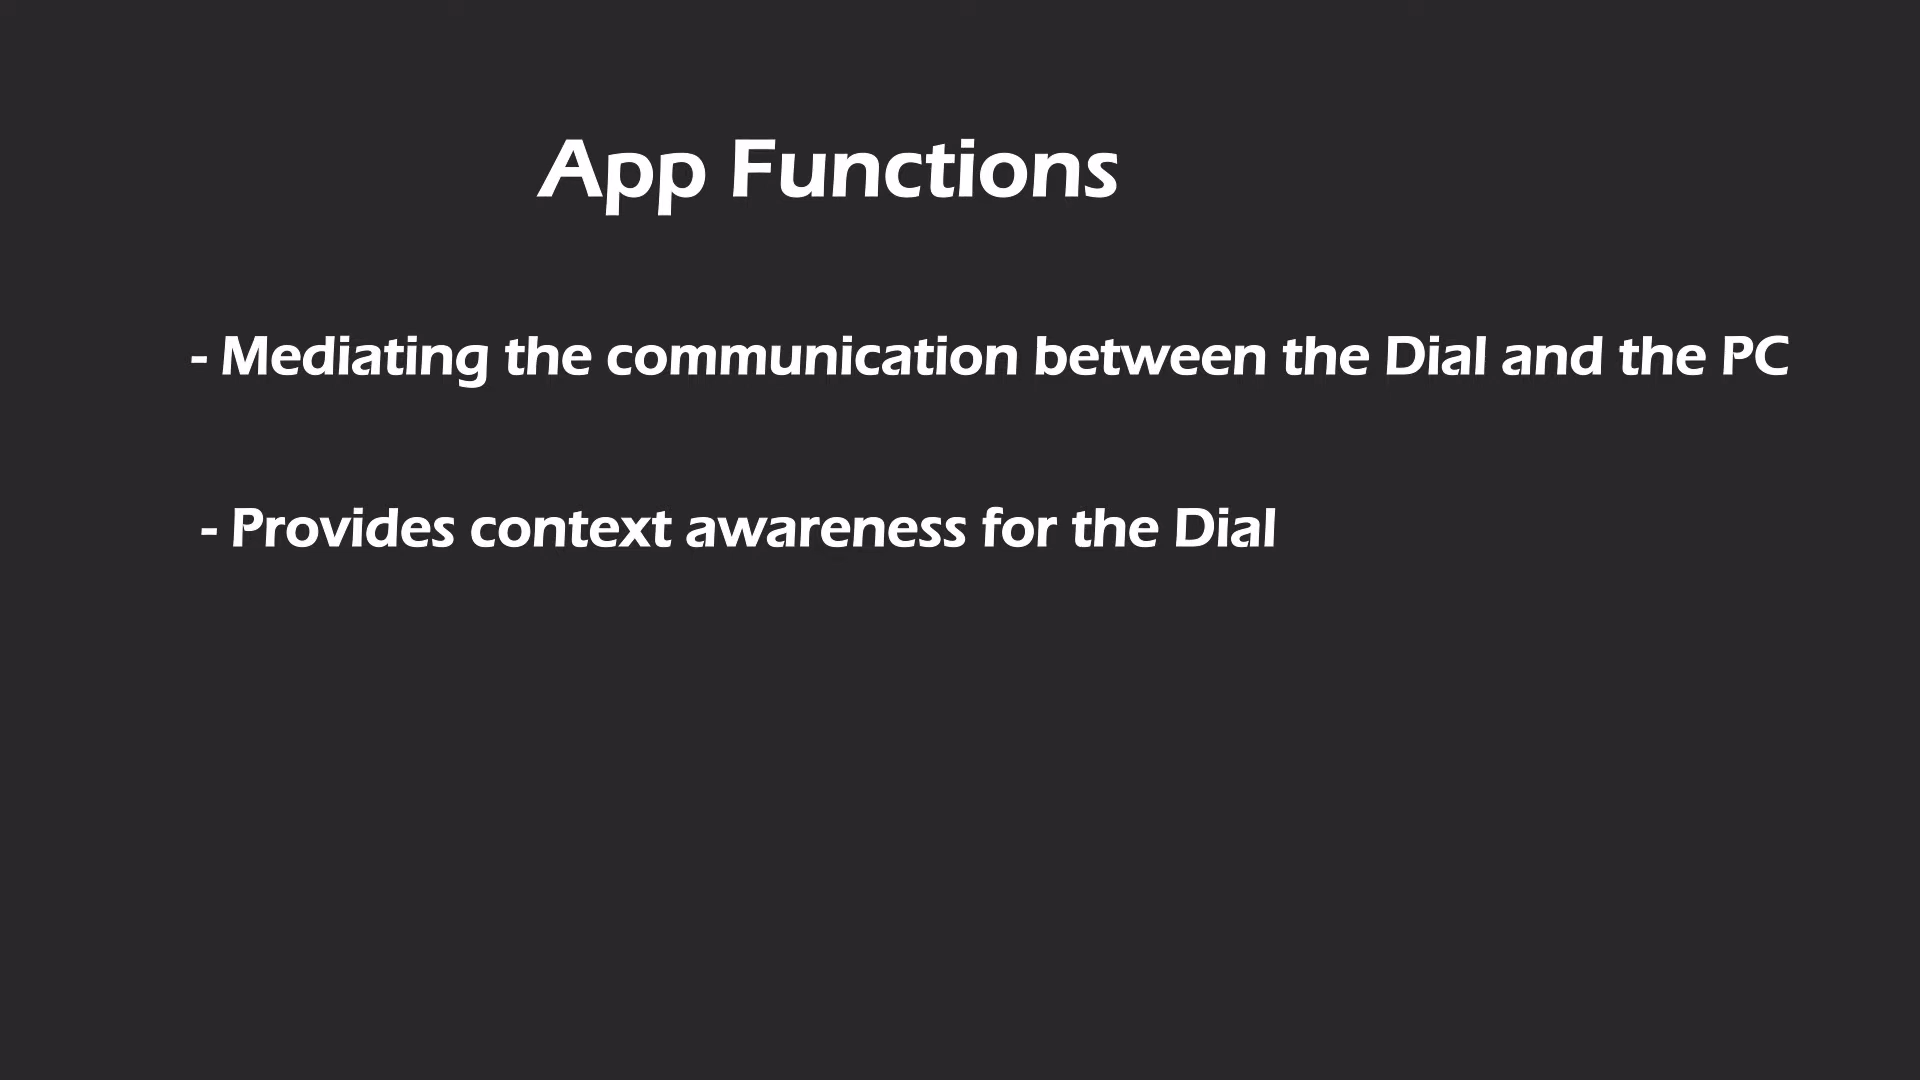 App Functions
- Mediating the communication between the Dial and the PC
- Provides context awareness for the Dial